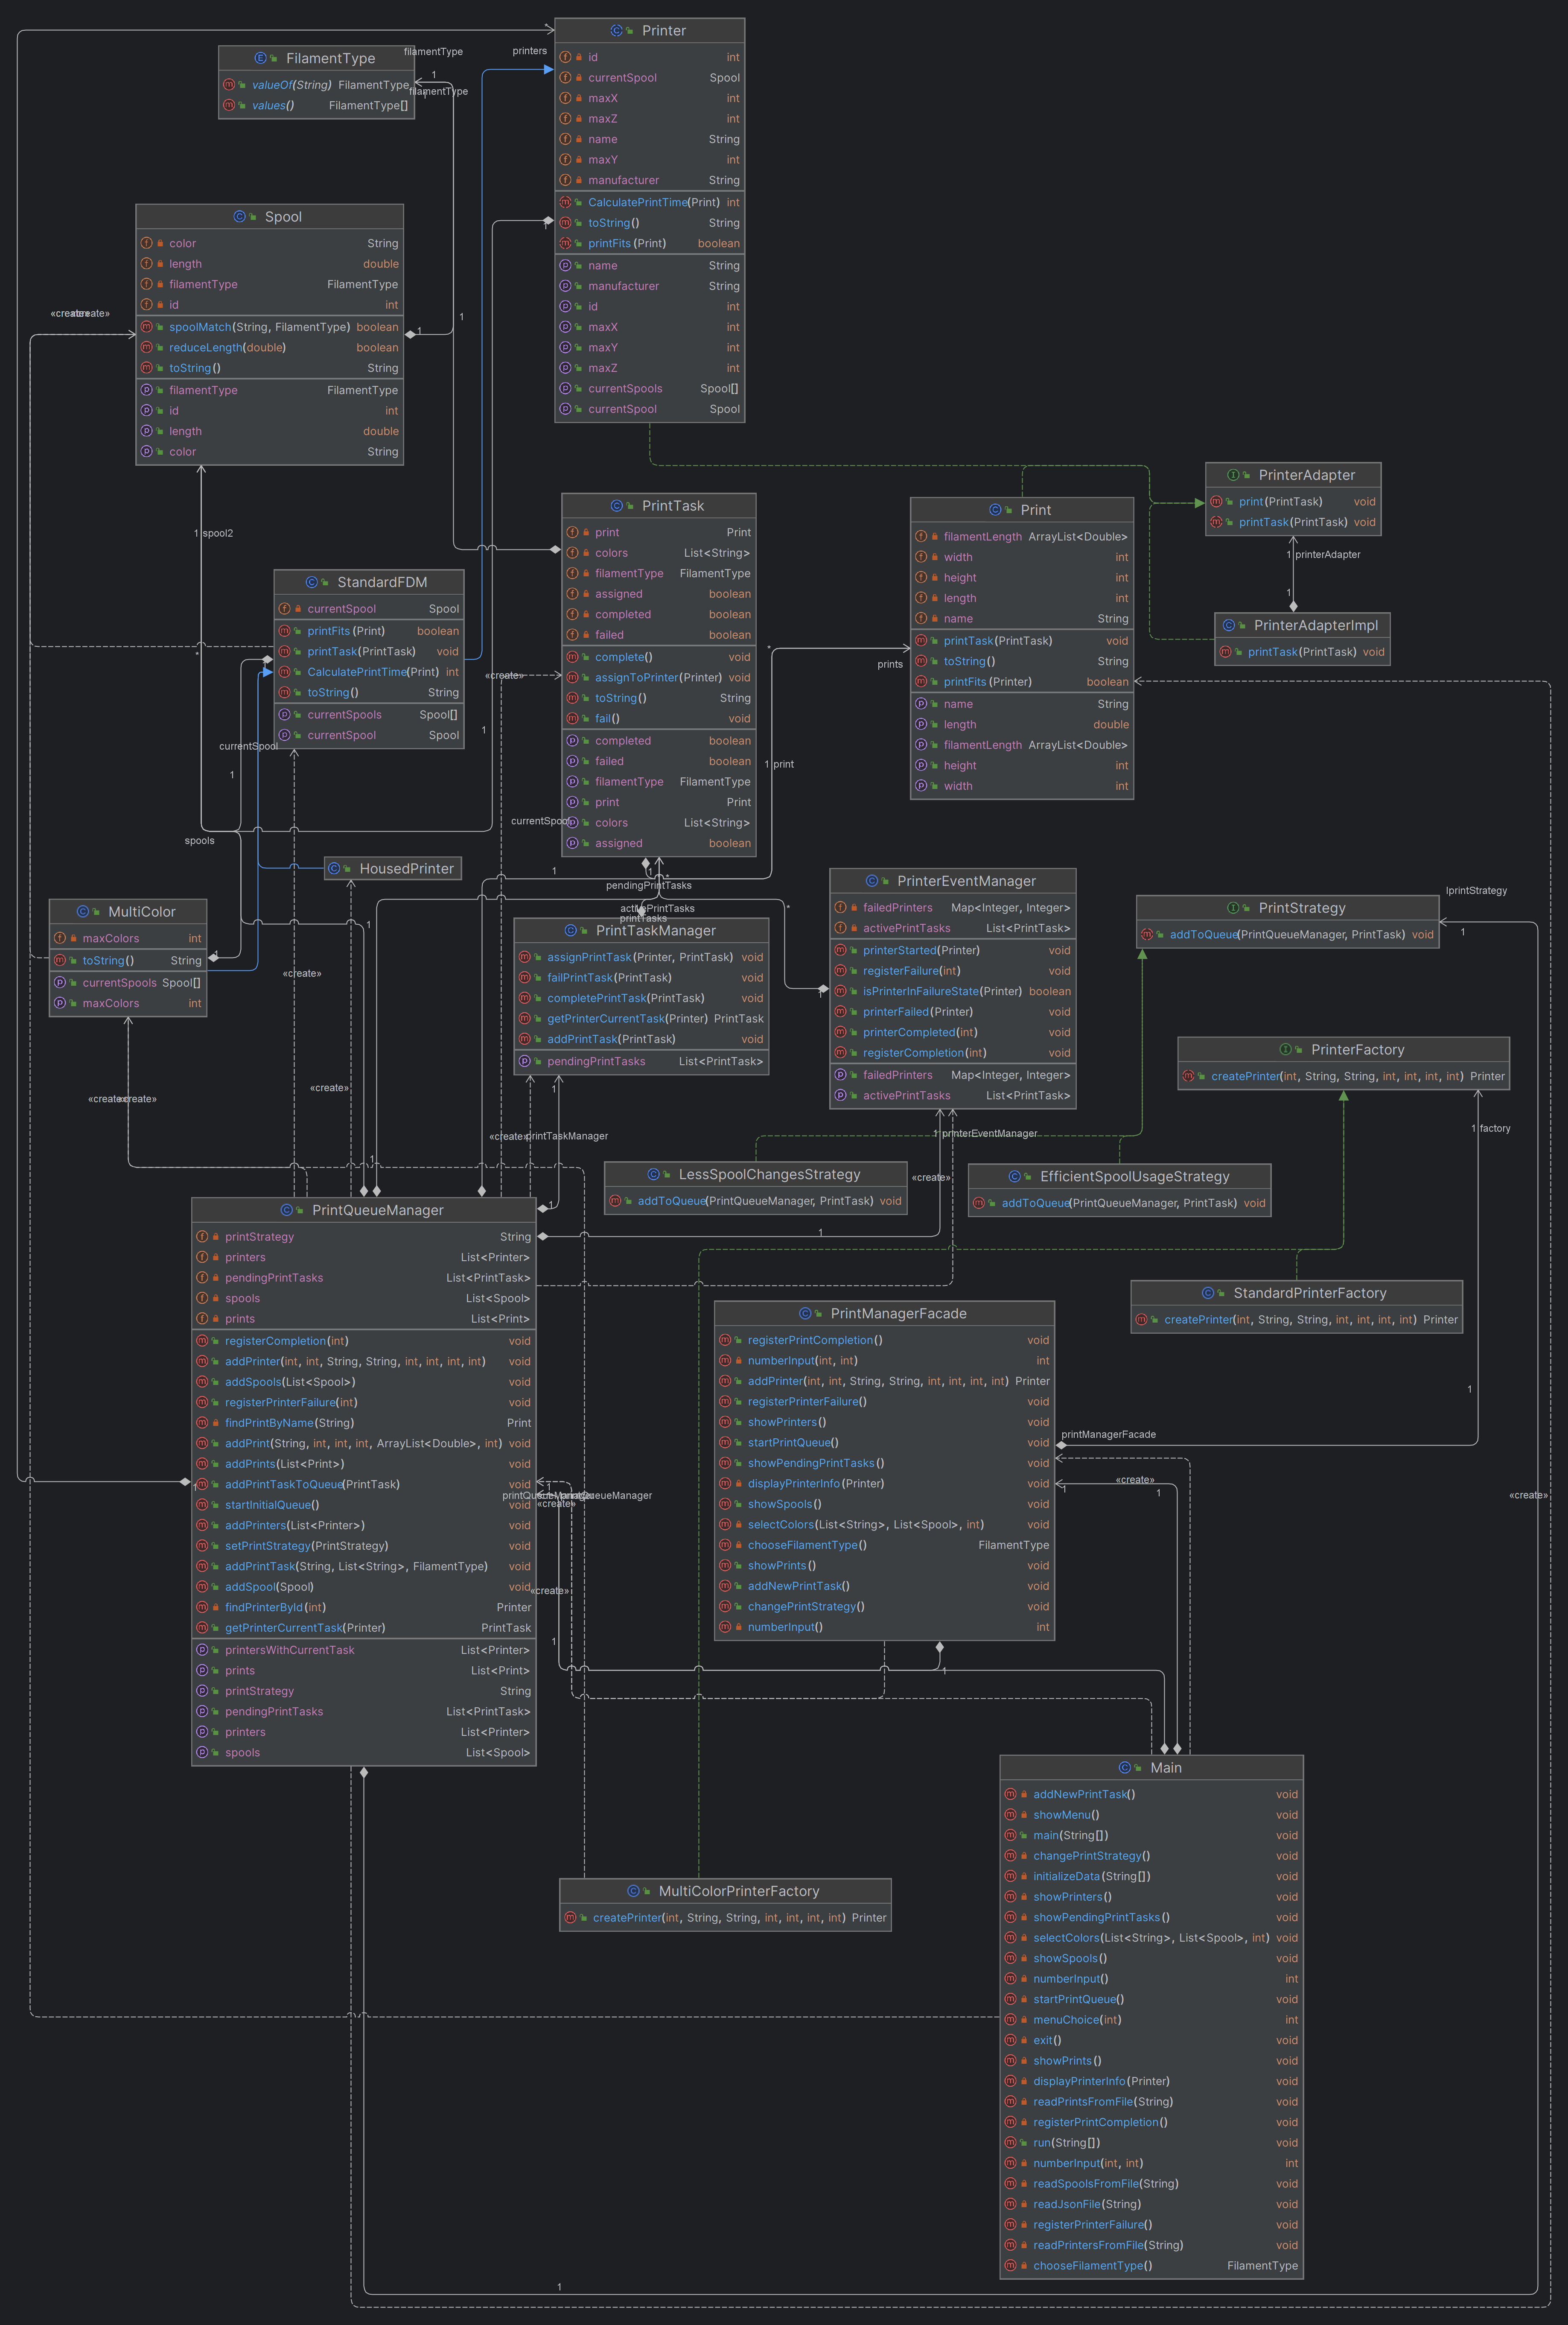 Printer
id int
currentSpool Spool
maxX int
maxZ int
name String
maxY int
manufacturer String
CalculatePrintTime(Print) int
toString() String
printFits (Print) boolean
name String
manufacturer String
id int
maxX int
maxY int
maxZ int
currentSpools Spool[]
currentSpool Spool
printers
filamentType
FilamentType
valueOf(String) FilamentType
values() FilamentType[]
1
filamentType
Spool
color String
length double
filamentType FilamentType
id int
spoolMatch(String, FilamentType) boolean
reduceLength(double) boolean
toString() String
filamentType FilamentType
id int
length double
color String
1
1
1
1 spool2
PrintTask
print Print
colors List<String>
filamentType FilamentType
assigned boolean
completed boolean
failed boolean
complete() void
assignToPrinter(Printer) void
toString() String
fail() void
completed boolean
failed boolean
filamentType FilamentType
print Print
colors List<String>
assigned boolean
«create»
1
Print
filamentLength ArrayList<Double>
width int
height int
length int
name String
printTask(PrintTask) void
toString() String
printFits (Printer) boolean
name String
length double
filamentLength ArrayList<Double>
height int
width int
*
prints
1 print
PrinterAdapter
print(PrintTask) void
printTask(PrintTask) void
1 printerAdapter
1
PrinterAdapterImpl
printTask(PrintTask) void
StandardFDM
currentSpool Spool
printFits (Print) boolean
printTask(PrintTask) void
CalculatePrintTime(Print) int
toString() String
currentSpools Spool[]
currentSpool Spool
*
currentSpool
1
spools
HousedPrinter
MultiColor
maxColors int
toString() String
currentSpools Spool[]
maxColors int
1
1
1
pendingPrintTasks
activePrintTasks
printTasks
PrintTaskManager
assignPrintTask(Printer, PrintTask) void
failPrintTask(PrintTask) void
completePrintTask(PrintTask) void
getPrinterCurrentTask(Printer) PrintTask
addPrintTask(PrintTask) void
pendingPrintTasks List<PrintTask>
PrinterEventManager
failedPrinters Map<Integer, Integer>
activePrintTasks List<PrintTask>
printerStarted(Printer) void
registerFailure(int) void
isPrinterInFailureState(Printer) boolean
printerFailed(Printer) void
printerCompleted(int) void
registerCompletion(int) void
failedPrinters Map<Integer, Integer>
activePrintTasks List<PrintTask>
PrintStrategy
addToQueue(PrintQueueManager, PrintTask) void
IprintStrategy
1
PrinterFactory
createPrinter(int, String, String, int, int, int, int) Printer
1 factory
«create»
«create»
1
printTaskManager
1 printerEventManager
«create»
LessSpoolChangesStrategy
addToQueue(PrintQueueManager, PrintTask) void
EfficientSpoolUsageStrategy
addToQueue(PrintQueueManager, PrintTask) void
StandardPrinterFactory
createPrinter(int, String, String, int, int, int, int) Printer
PrintQueueManager
printStrategy String
printers List<Printer>
pendingPrintTasks List<PrintTask>
spools List<Spool>
prints List<Print>
registerCompletion(int) void
addPrinter(int, int, String, String, int, int, int, int) void
addSpools(List<Spool>) void
registerPrinterFailure(int) void
findPrintByName(String) Print
addPrint(String, int, int, int, ArrayList<Double>, int) void
addPrints(List<Print>) void
addPrintTaskToQueue(PrintTask) void
startInitialQueue() void
addPrinters(List<Printer>) void
setPrintStrategy(PrintStrategy) void
addPrintTask(String, List<String>, FilamentType) void
addSpool(Spool) void
findPrinterById(int) Printer
getPrinterCurrentTask(Printer) PrintTask
printersWithCurrentTask List<Printer>
prints List<Print>
printStrategy String
pendingPrintTasks List<PrintTask>
printers List<Printer>
spools List<Spool>
1
1
PrintManagerFacade
registerPrintCompletion() void
numberInput(int, int) int
addPrinter(int, int, String, String, int, int, int, int) Printer
registerPrinterFailure() void
showPrinters() void
startPrintQueue() void
showPendingPrintTasks() void
displayPrinterInfo(Printer) void
showSpools() void
selectColors(List<String>, List<Spool>, int) void
chooseFilamentType() FilamentType
showPrints() void
addNewPrintTask() void
changePrintStrategy() void
numberInput() int
1
printManagerFacade
«create»
1
1
«create»
«create»
«create»
1
1
MultiColorPrinterFactory
createPrinter(int, String, String, int, int, int, int) Printer
Main
addNewPrintTask() void
showMenu() void
main(String[]) void
changePrintStrategy() void
initializeData(String[]) void
showPrinters() void
showPendingPrintTasks() void
selectColors(List<String>, List<Spool>, int) void
showSpools() void
numberInput() int
startPrintQueue() void
menuChoice(int) int
exit() void
showPrints() void
displayPrinterInfo(Printer) void
readPrintsFromFile(String) void
registerPrintCompletion() void
run(String[]) void
numberInput(int, int) int
readSpoolsFromFile(String) void
readJsonFile(String) void
registerPrinterFailure() void
readPrintersFromFile(String) void
chooseFilamentType() FilamentType
1